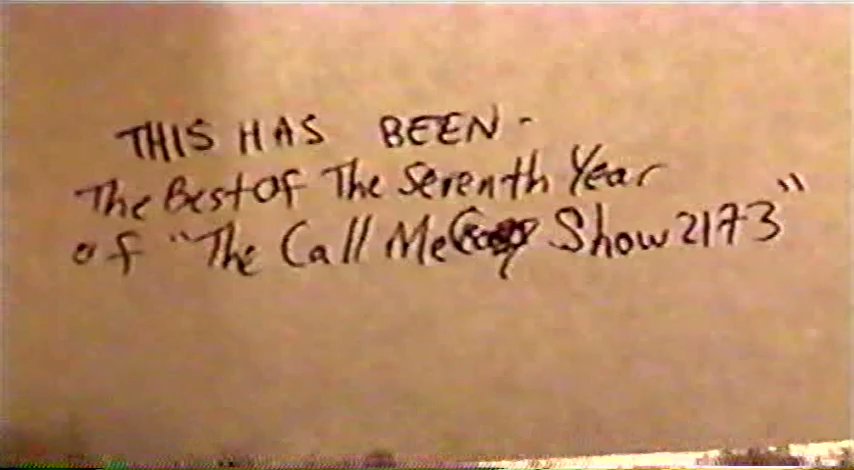 THIS HAS BEEN -
The Best Of The Seventh Year
of "The Call Me Show 2173"